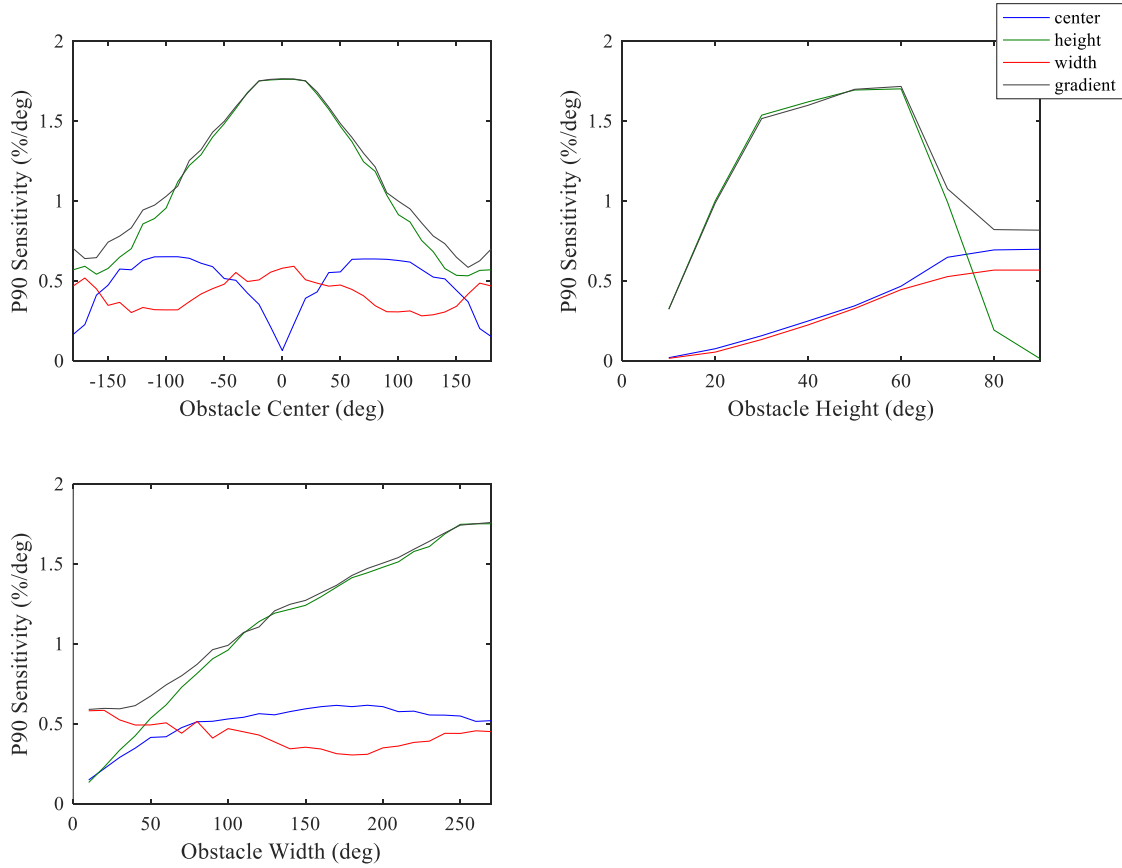 center
height
width
gradient
2
1.5
1
0.5
0
P90 Sensitivity (%/deg)
-150 -100 -50 0 50 100 150
Obstacle Center (deg)
2
1.5
1
0.5
0
P90 Sensitivity (%/deg)
0 20 40 60 80
Obstacle Height (deg)
2
1.5
1
0.5
0
P90 Sensitivity (%/deg)
0 50 100 150 200 250
Obstacle Width (deg)